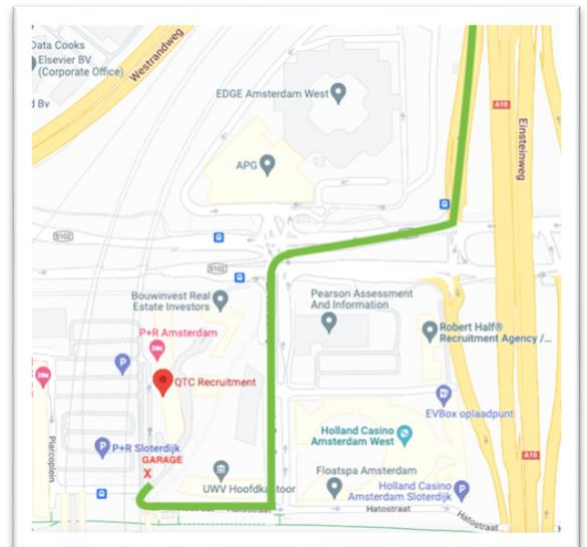 Data Cooks
Elsevier BV
(Corporate Office)
d Bv
Westrandweg
EDGE Amsterdam West
A10
Einsteinweg
APG
S102
S102
Bouwinvest Real
Estate Investors
Pearson Assessment
And Information
P+R Amsterdam
Robert Half®
Recruitment Agency /...
QTC Recruitment
EVBox oplaadpunt
Piarcoplein
Holland Casino
Amsterdam West
P+R Sloterdijk
GARAGE
X
A10
Floatspa Amsterdam
UWV Hoofdkantoor
Holland Casino
Amsterdam Sloterdijk
Hatostraat
Hatostraat